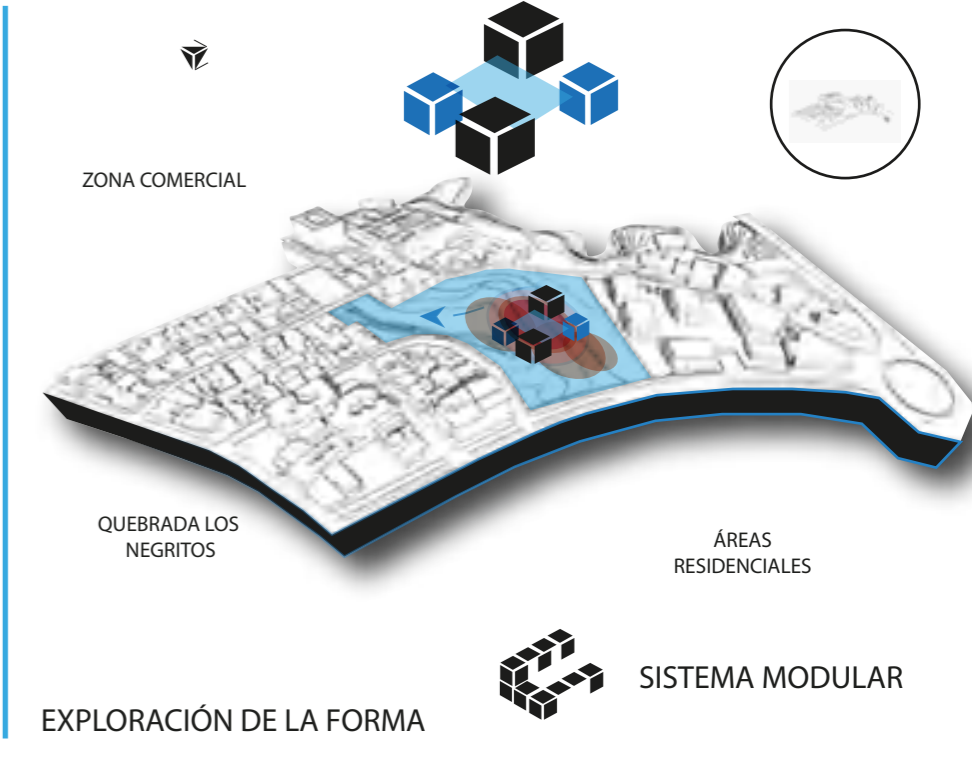 ZONA COMERCIAL
QUEBRADA LOS
NEGRITOS
ÁREAS
RESIDENCIALES
SISTEMA MODULAR
EXPLORACIÓN DE LA FORMA